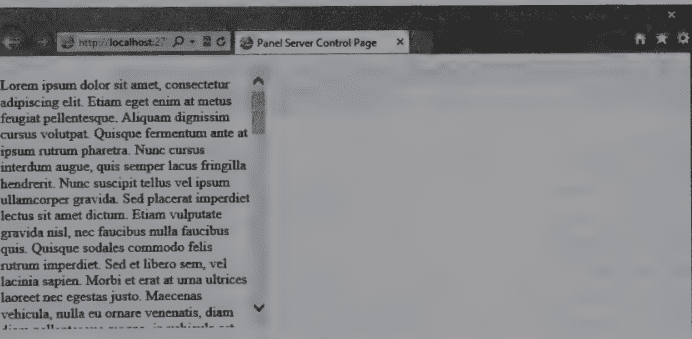 http://localhost:27
Panel Server Control Page
Lorem ipsum dolor sit amet, consectetur
adipiscing elit. Etiam eget enim at metus
feugiat pellentesque. Aliquam dignissim
cursus volutpat. Quisque fermentum ante at
ipsum rutrum pharetra. Nunc cursus
interdum augue, quis semper lacus fringilla
hendrerit. Nunc suscipit tellus vel ipsum
ullamcorper gravida. Sed placerat imperdiet
lectus sit amet dictum. Etiam vulputate
gravida nisl, nec faucibus nulla faucibus
quis. Quisque sodales commodo felis
rutrum imperdiet. Sed et libero sem, vel
lacinia sapien. Morbi et erat at urna ultrices
laoreet nec egestas justo. Maecenas
vehicula, nulla eu ornare venenatis, diam